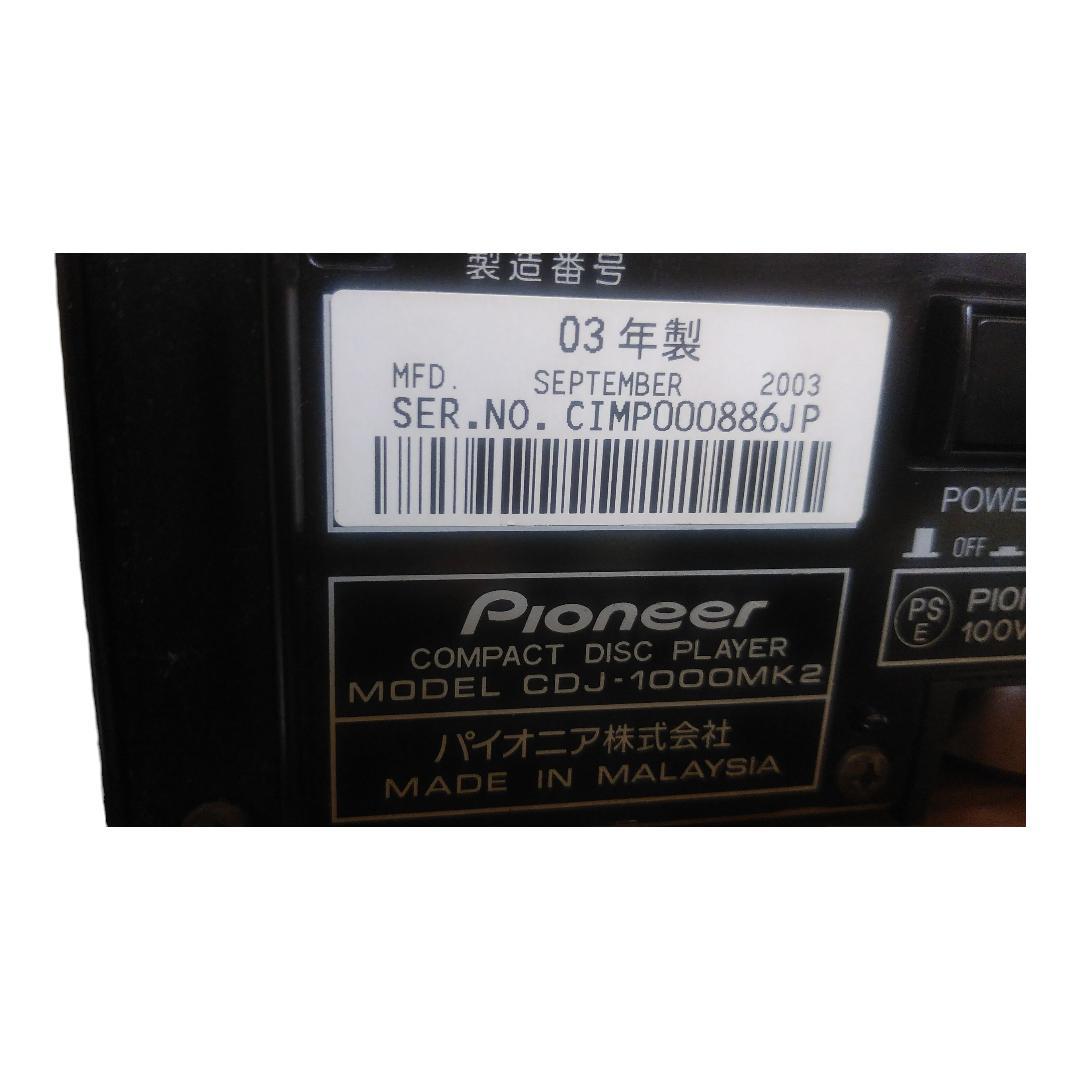 製造番号
03年製
MFD. SEPTEMBER 2003
SER.NO. CIMP000886JP
POWE
OFF
PS
E
PIO
100V
Pioneer
COMPACT DISC PLAYER
MODEL CDJ-1000MK2
パイオニア株式会社
MADE IN MALAYSIA